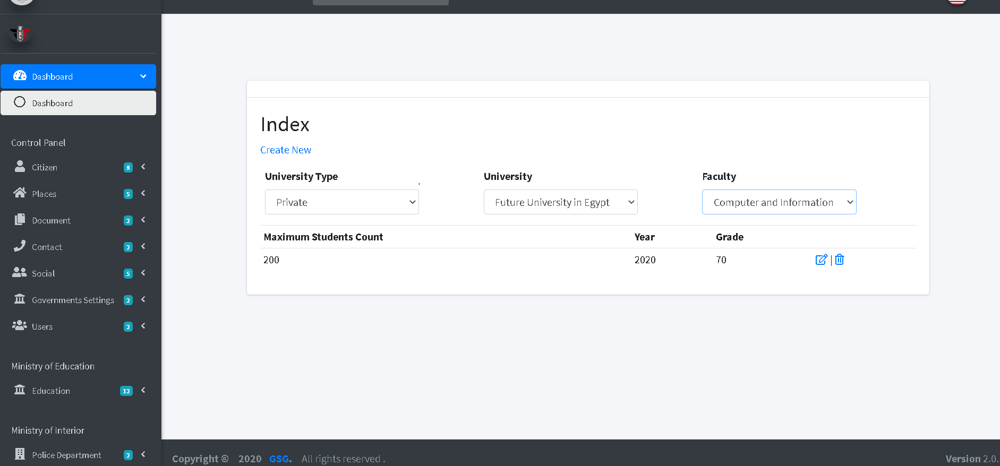 Dashboard
Dashboard
Control Panel
Citizen 8
Places 5
Document 2
Contact 2
Social 5
Governments Settings 2
Users 2
Ministry of Education
Education 12
Ministry of Interior
Police Department 2
Index
Create New
University Type University Faculty
Private Future University in Egypt Computer and Information
Maximum Students Count Year Grade
200 2020 70 |
Copyright © 2020 GSG. All rights reserved .
Version 2.0.